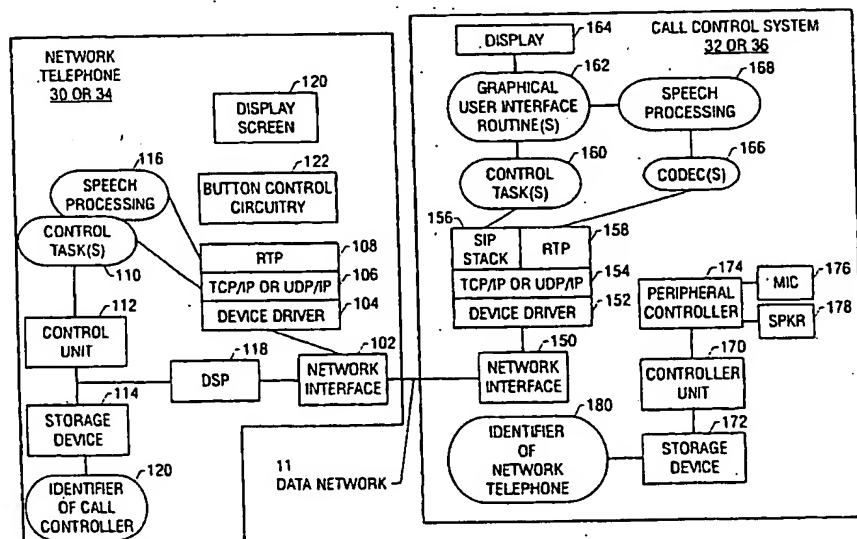 NETWORK
TELEPHONE
30 OR 34
120
DISPLAY
SCREEN
122
BUTTON CONTROL
CIRCUITRY
116
SPEECH
PROCESSING
CONTROL
TASK(S)
110
RTP
108
TCP/IP OR UDP/IP
106
DEVICE DRIVER
104
112
CONTROL
UNIT
118
DSP
102
NETWORK
INTERFACE
114
STORAGE
DEVICE
120
IDENTIFIER
OF CALL
CONTROLLER
11
DATA NETWORK
CALL CONTROL SYSTEM
32 OR 36
DISPLAY
164
162
GRAPHICAL
USER INTERFACE
ROUTINE(S)
168
SPEECH
PROCESSING
160
CONTROL
TASK(S)
166
CODEC(S)
156
SIP
STACK
RTP
158
TCP/IP OR UDP/IP
154
DEVICE DRIVER
152
150
NETWORK
INTERFACE
174
PERIPHERAL
CONTROLLER
MIC
176
SPKR
178
170
CONTROLLER
UNIT
172
STORAGE
DEVICE
180
IDENTIFIER
OF
NETWORK
TELEPHONE